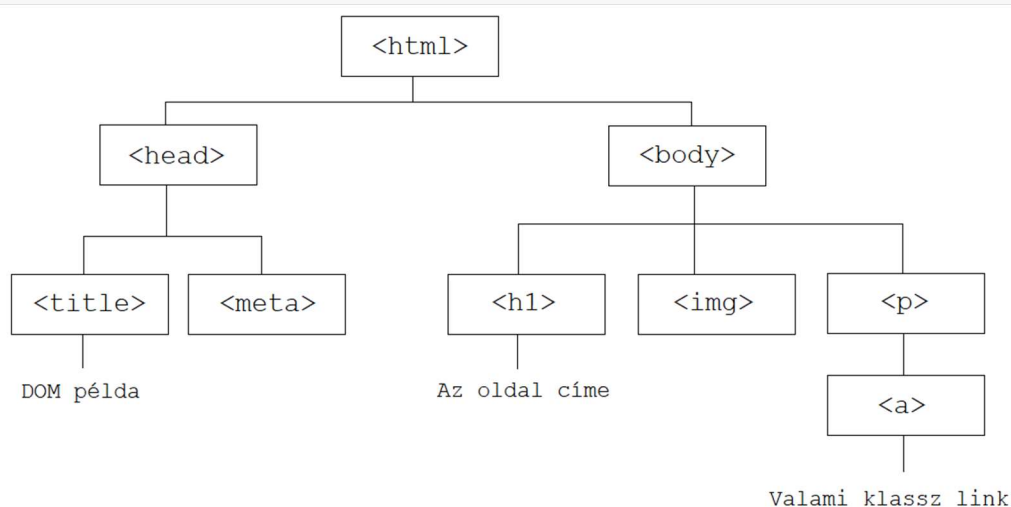 <html>
<head>
<body>
<title>
<meta>
<h1>
<img>
<p>
DOM példa
Az oldal címe
<a>
Valami klassz link